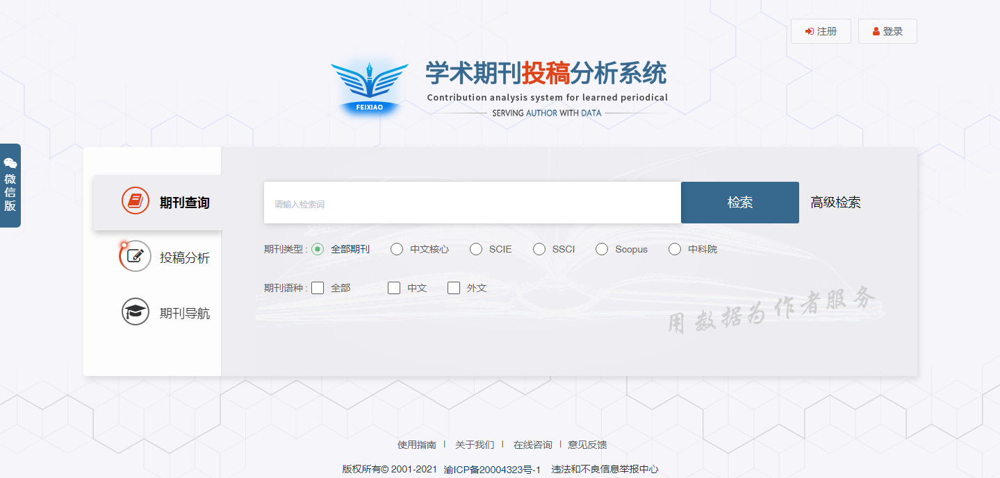 注册 登录
学术期刊投稿分析系统
Contribution analysis system for learned periodical
FEIXIAO
SERVING AUTHOR WITH DATA
微信版
期刊查询
投稿分析
期刊导航
请输入检索词 检索 高级检索
期刊类型 : 全部期刊 中文核心 SCIE SSCI Scopus 中科院
期刊语种 : 全部 中文 外文
用数据为作者服务
使用指南 | 关于我们 | 在线咨询 | 意见反馈
版权所有© 2001-2021 渝ICP备20004323号-1 违法和不良信息举报中心